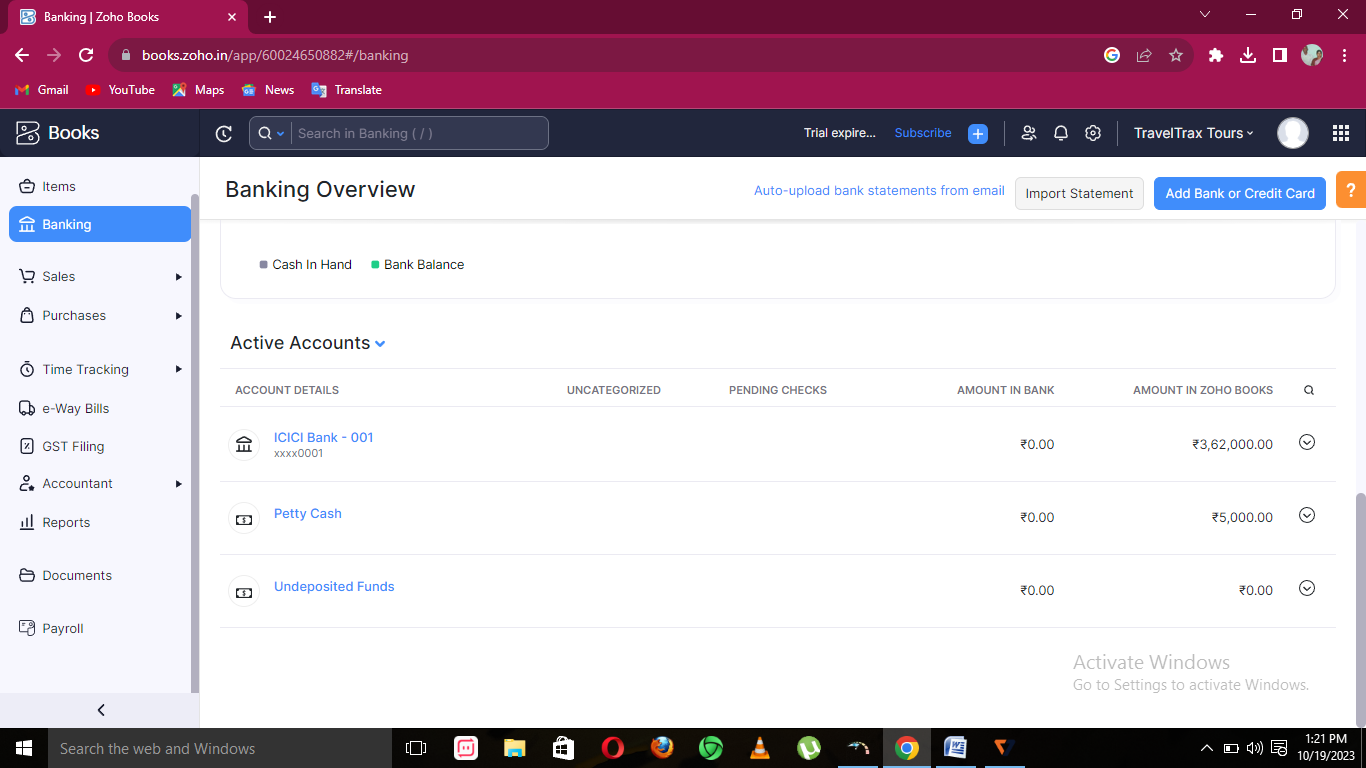 Banking | Zoho Books
books.zoho.in/app/60024650882#/banking
Gmail YouTube Maps News Translate
Books
Search in Banking ( / )
Trial expire... Subscribe
TravelTrax Tours
Items
Banking
Sales
Purchases
Time Tracking
e-Way Bills
GST Filing
Accountant
Reports
Documents
Payroll
Banking Overview
Auto-upload bank statements from email
Import Statement
Add Bank or Credit Card
?
Cash In Hand Bank Balance
Active Accounts
ACCOUNT DETAILS UNCATEGORIZED PENDING CHECKS AMOUNT IN BANK AMOUNT IN ZOHO BOOKS
ICICI Bank - 001
xxxx0001
₹0.00 ₹3,62,000.00
Petty Cash ₹0.00 ₹5,000.00
Undeposited Funds ₹0.00 ₹0.00
Activate Windows
Go to Settings to activate Windows.
Search the web and Windows
1:21 PM
10/19/2023